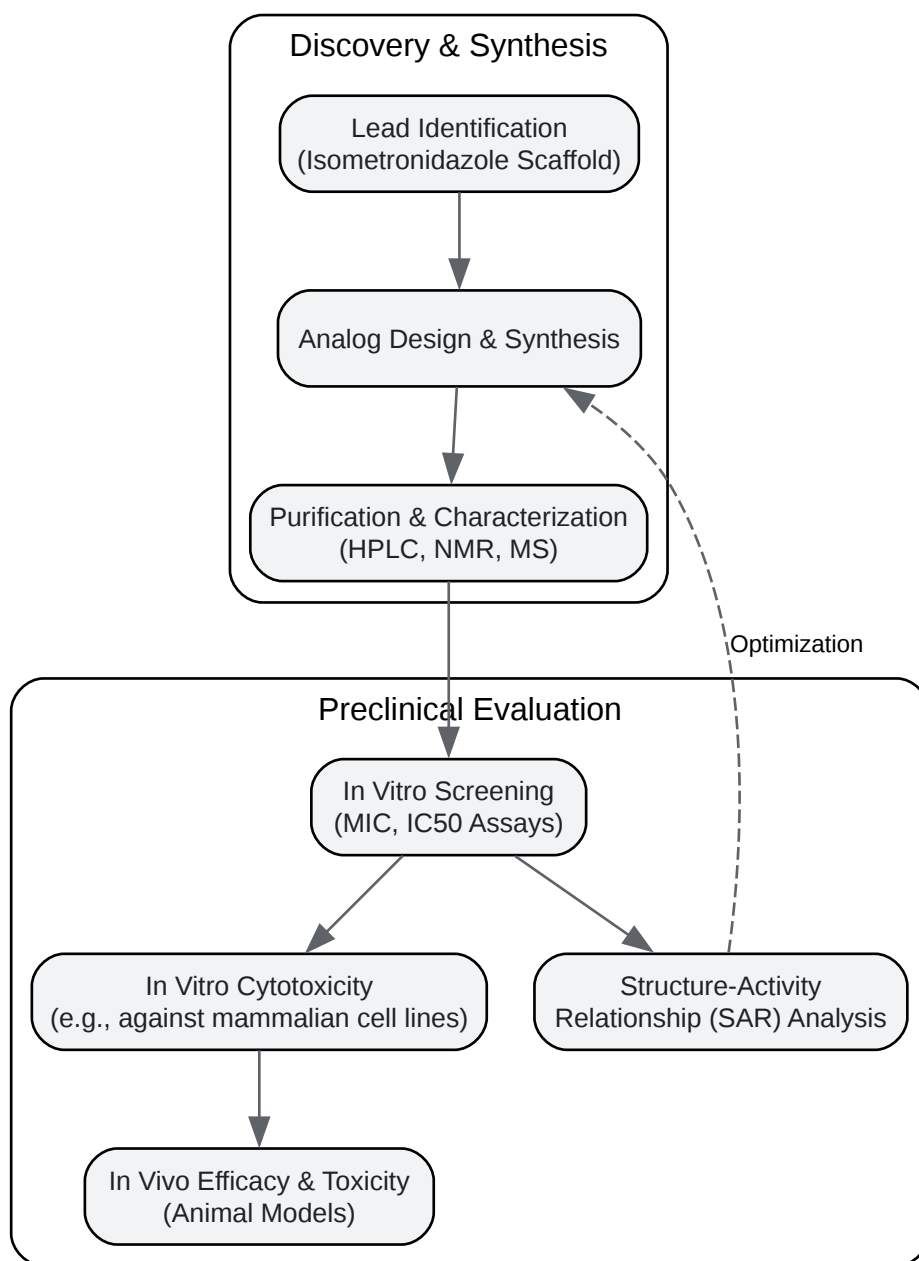 Discovery & Synthesis
Lead Identification
(Isometronidazole Scaffold)
Analog Design & Synthesis
Purification & Characterization
(HPLC, NMR, MS)
Optimization
Preclinical Evaluation
In Vitro Screening
(MIC, IC50 Assays)
In Vitro Cytotoxicity
(e.g., against mammalian cell lines)
Structure-Activity
Relationship (SAR) Analysis
In Vivo Efficacy & Toxicity
(Animal Models)